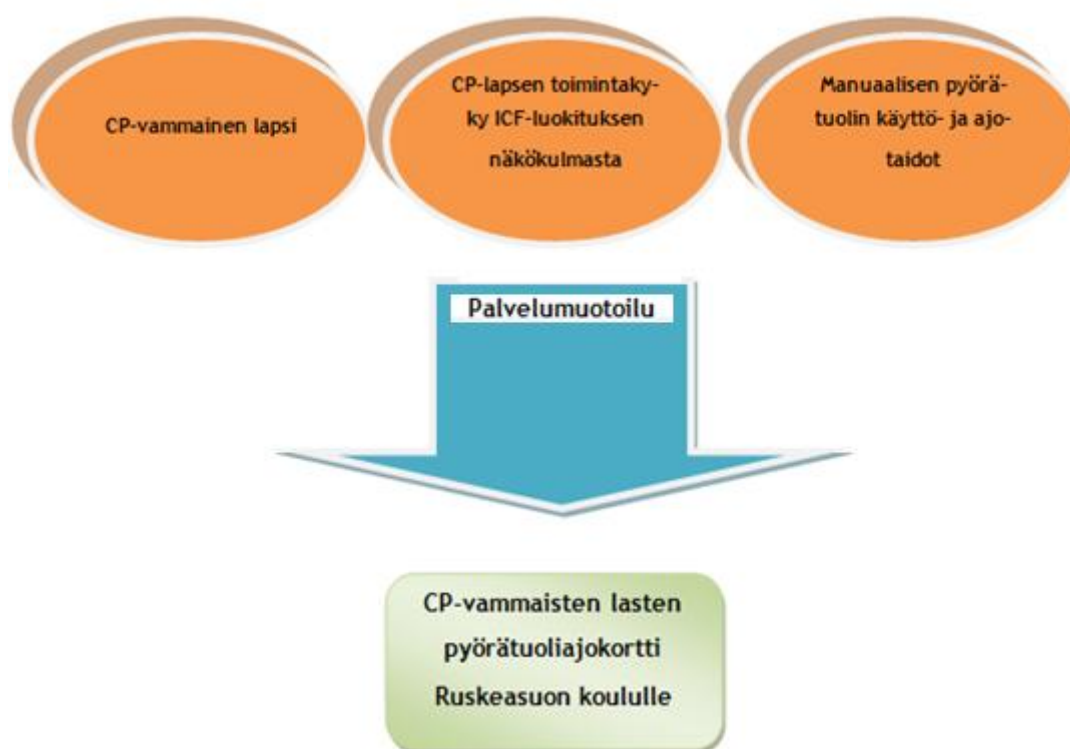 CP-vammainen lapsi
CP-lapsen toimintaky-
ky ICF-luokituksen
näkökulmasta
Manuaalisen pyörä-
tuolin käyttö- ja ajo-
taidot
Palvelumuotoilu
CP-vammaisten lasten
pyörätuoliajokortti
Ruskeasuon koululle